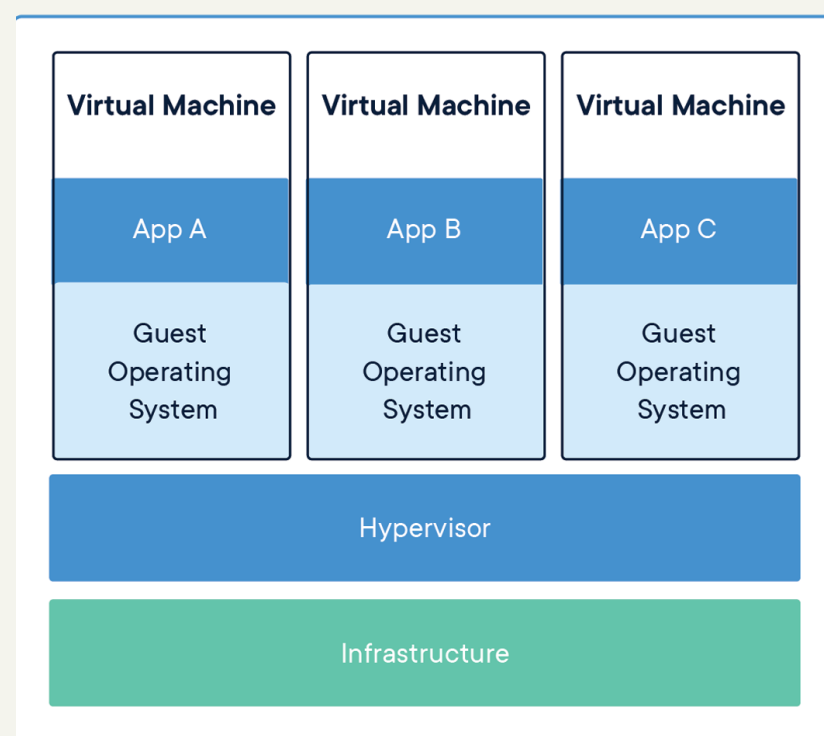 Virtual Machine
App A
Guest
Operating
System
Virtual Machine
App B
Guest
Operating
System
Virtual Machine
App C
Guest
Operating
System
Hypervisor
Infrastructure